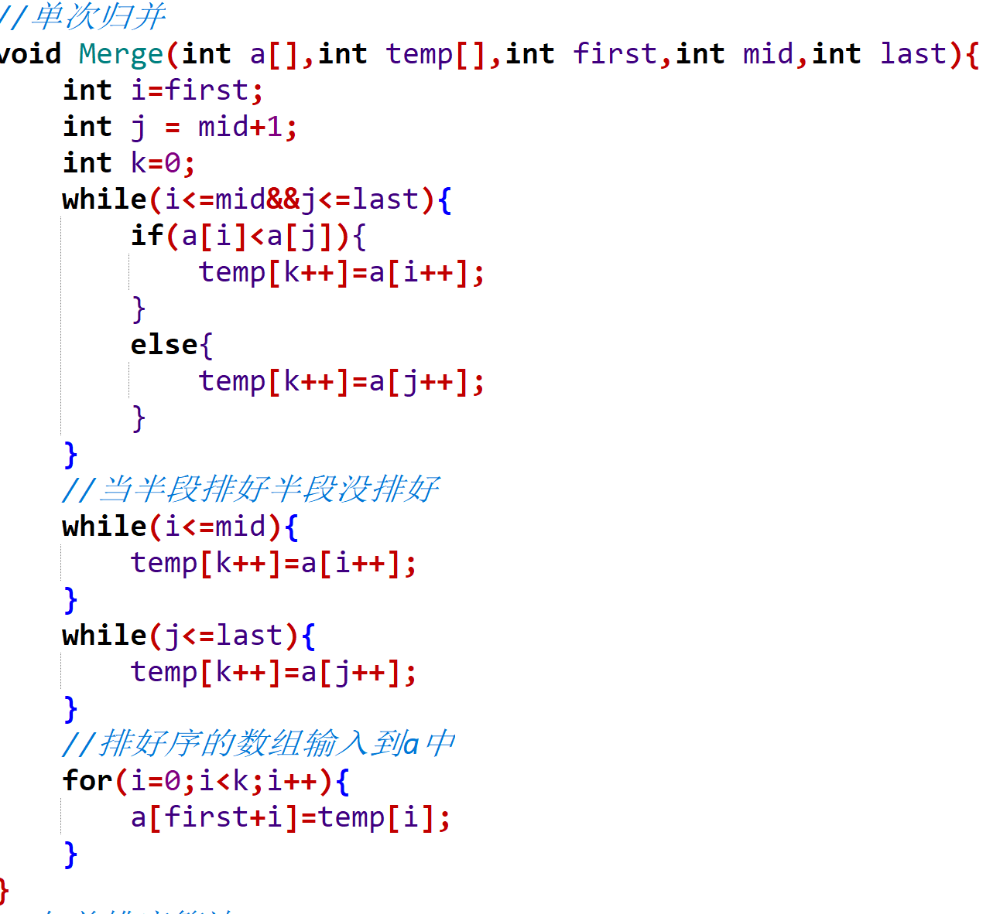 //单次归并
void Merge(int a[],int temp[],int first,int mid,int last){
    int i=first;
    int j = mid+1;
    int k=0;
    while(i<=mid&&j<=last){
        if(a[i]<a[j]){
            temp[k++]=a[i++];
        }
        else{
            temp[k++]=a[j++];
        }
    }
    //当半段排好半段没排好
    while(i<=mid){
        temp[k++]=a[i++];
    }
    while(j<=last){
        temp[k++]=a[j++];
    }
    //排好序的数组输入到a中
    for(i=0;i<k;i++){
        a[first+i]=temp[i];
    }
}